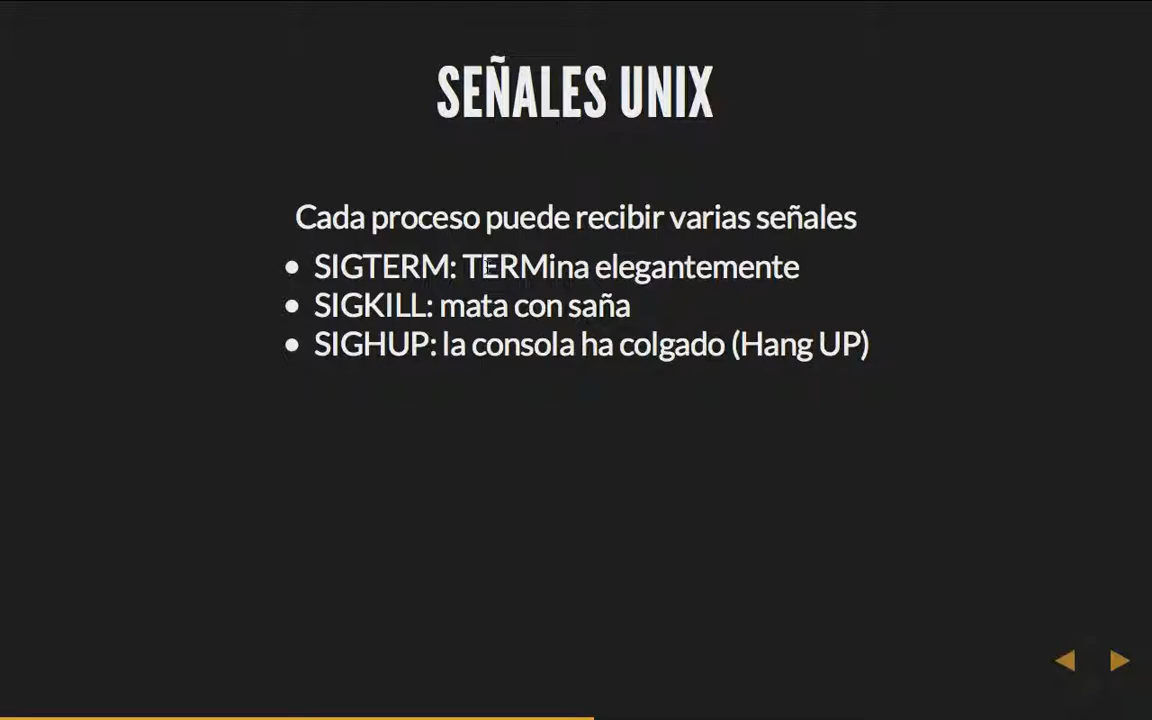 SEÑALES UNIX
Cada proceso puede recibir varias señales
• SIGTERM: TERMina elegantemente
• SIGKILL: mata con saña
• SIGHUP: la consola ha colgado (Hang UP)